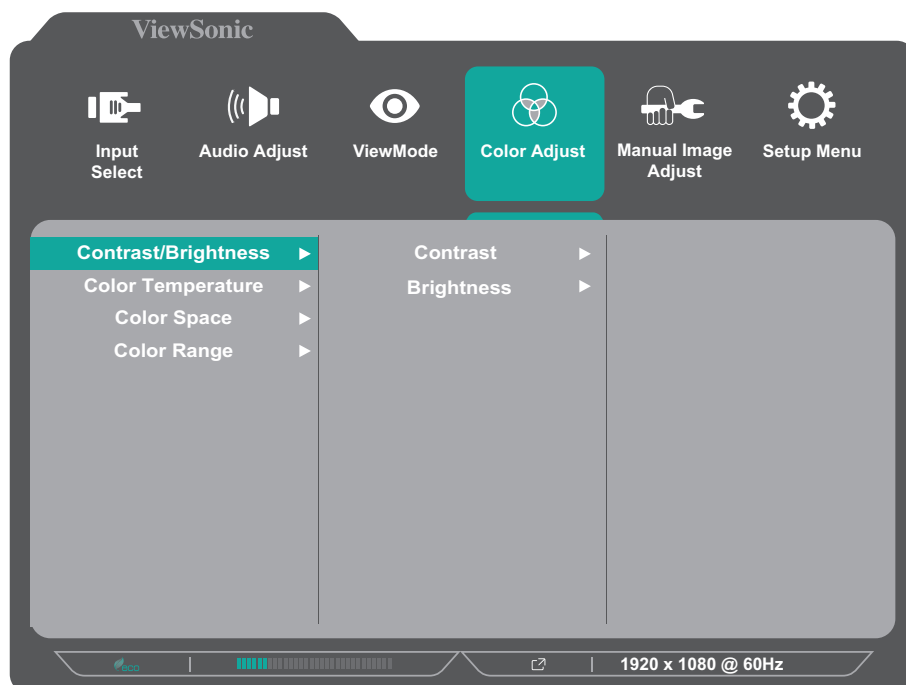 ViewSonic
Input
Select
Audio Adjust
ViewMode
Color Adjust
Manual Image
Adjust
Setup Menu
Contrast/Brightness
Color Temperature
Color Space
Color Range
Contrast
Brightness
eco
1920 x 1080 @ 60Hz